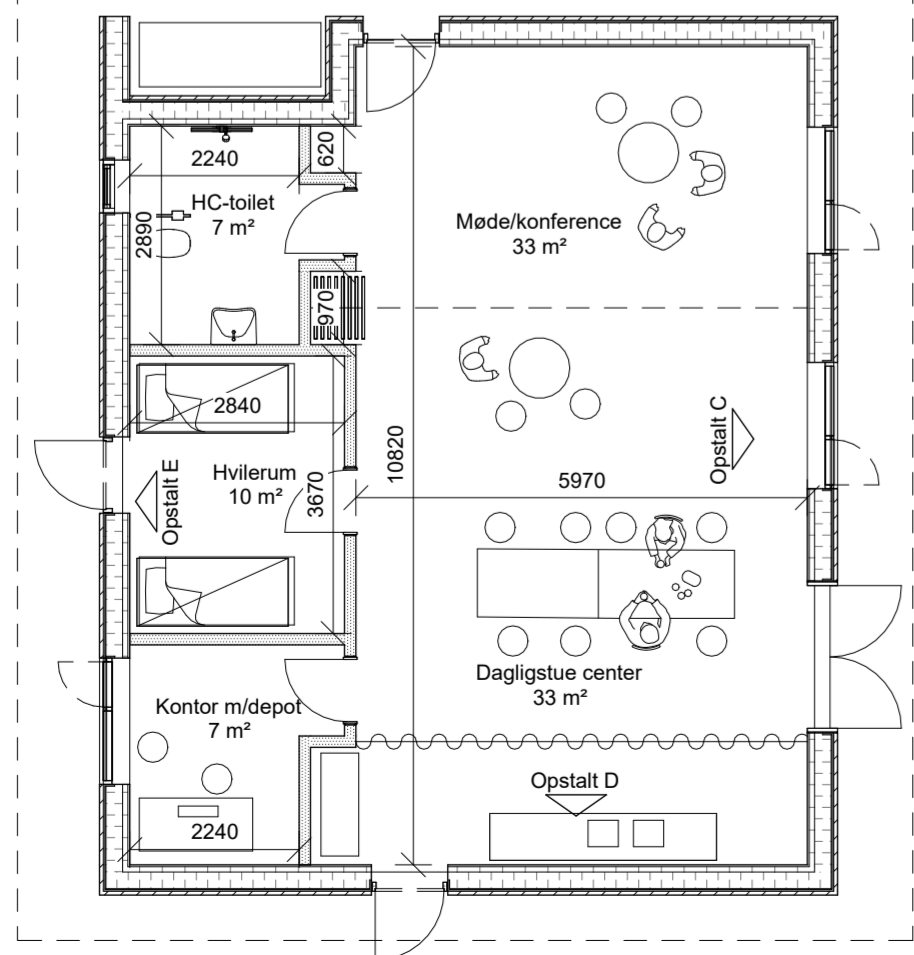 2240
620
HC-toilet
7 m²
2890
Møde/konference
33 m²
970
2840
Opstalt C
10820
Opstalt E
Hvilerum
10 m²
3670
5970
Dagligstue center
33 m²
Kontor m/depot
7 m²
Opstalt D
2240